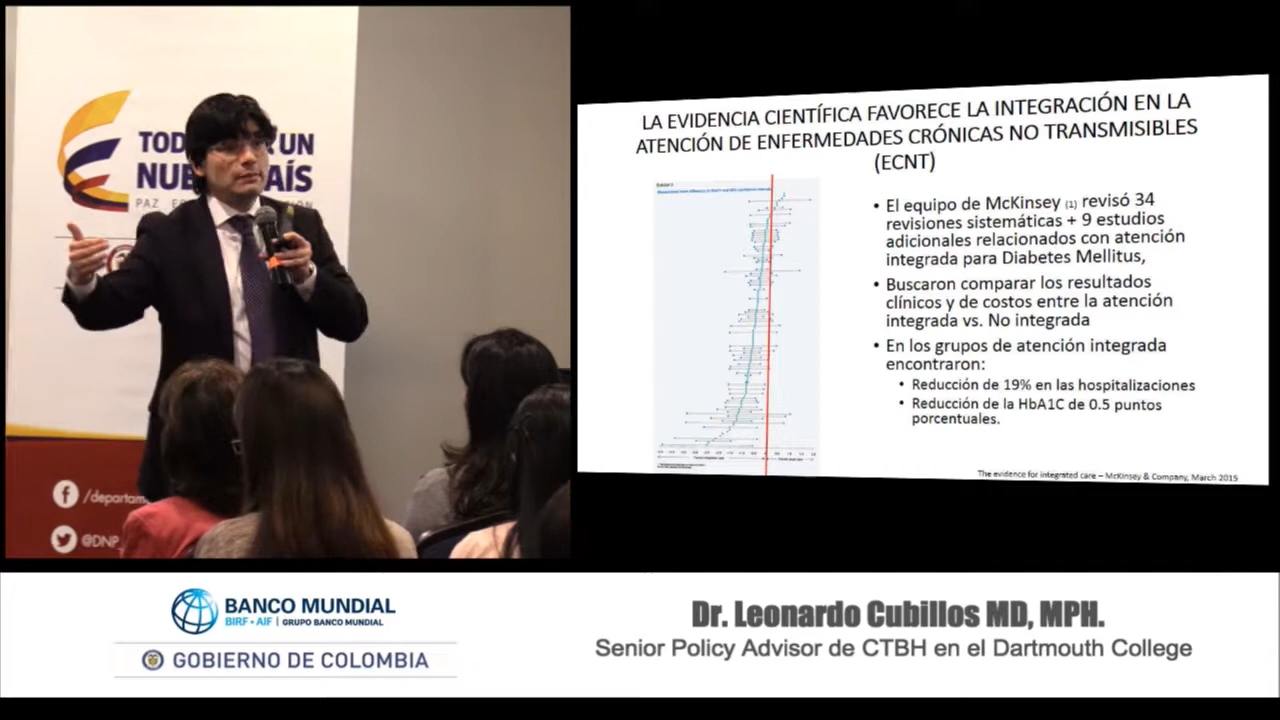 TODOS POR UN
NUEVO PAÍS
PAZ
/departam
@DNP_
LA EVIDENCIA CIENTÍFICA FAVORECE LA INTEGRACIÓN EN LA
ATENCIÓN DE ENFERMEDADES CRÓNICAS NO TRANSMISIBLES
(ECNT)
• El equipo de McKinsey (1) revisó 34
revisiones sistemáticas + 9 estudios
adicionales relacionados con atención
integrada para Diabetes Mellitus,
• Buscaron comparar los resultados
clínicos y de costos entre la atención
integrada vs. No integrada
• En los grupos de atención integrada
encontraron:
• Reducción de 19% en las hospitalizaciones
• Reducción de la HbA1C de 0.5 puntos
porcentuales.
The evidence for integrated care – McKinsey & Company, March 2015
BANCO MUNDIAL
BIRF • AIF | GRUPO BANCO MUNDIAL
GOBIERNO DE COLOMBIA
Dr. Leonardo Cubillos MD, MPH.
Senior Policy Advisor de CTBH en el Dartmouth College